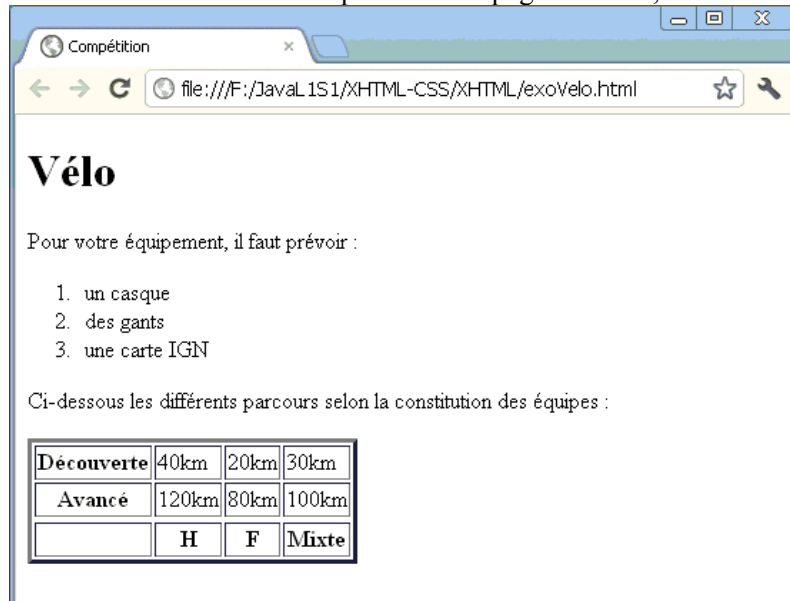 Compétition
file:///F:/JavaL1S1/XHTML-CSS/XHTML/exoVelo.html
Vélo
Pour votre équipement, il faut prévoir :
1. un casque
2. des gants
3. une carte IGN
Ci-dessous les différents parcours selon la constitution des équipes :
Découverte 40km 20km 30km
Avancé 120km 80km 100km
H F Mixte